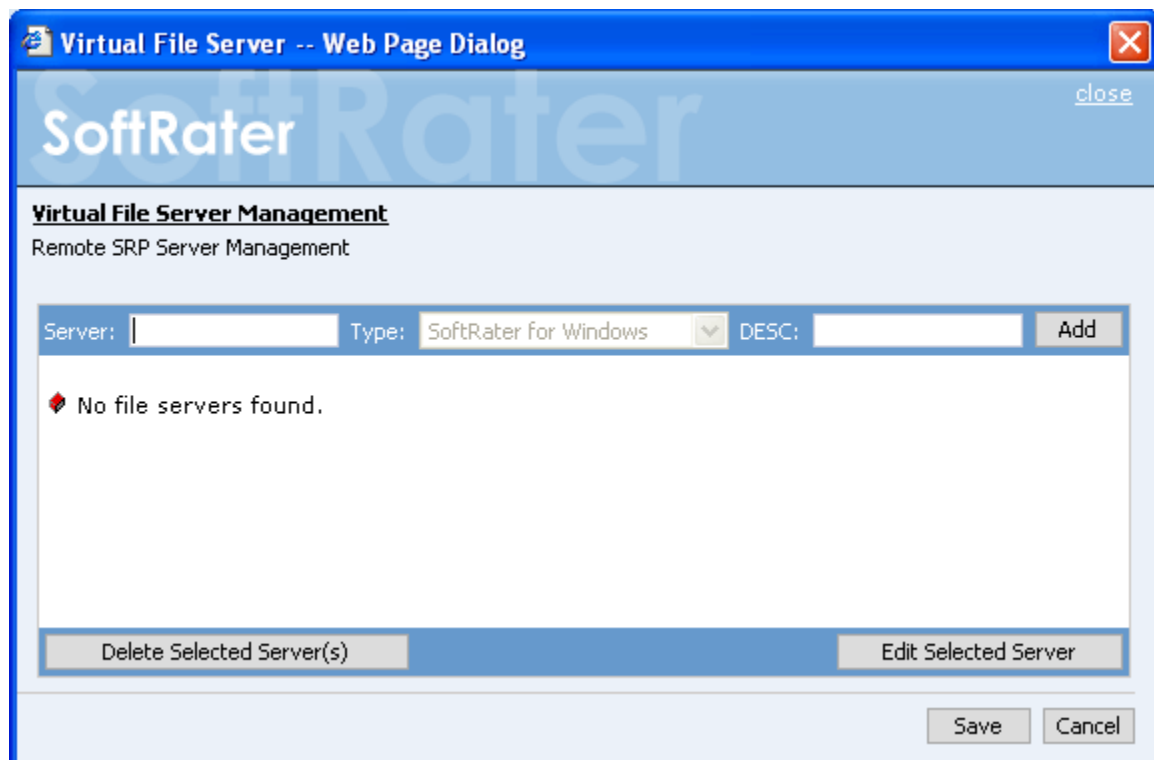 Virtual File Server -- Web Page Dialog
SoftRater
close
SoftRater
Virtual File Server Management
Remote SRP Server Management
Server: Type: SoftRater for Windows DESC: Add
No file servers found.
Delete Selected Server(s) Edit Selected Server
Save Cancel